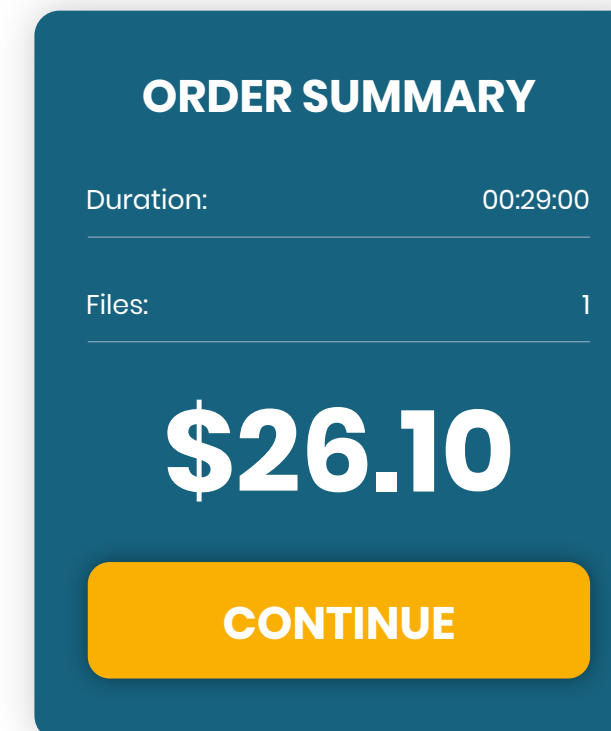 ORDER SUMMARY
Duration: 00:29:00
Files: 1
$26.10
CONTINUE